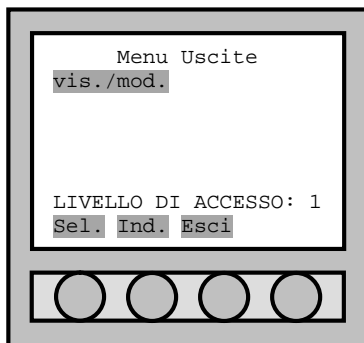 Menu Uscite
vis./mod.
LIVELLO DI ACCESSO: 1
Sel. Ind. Esci